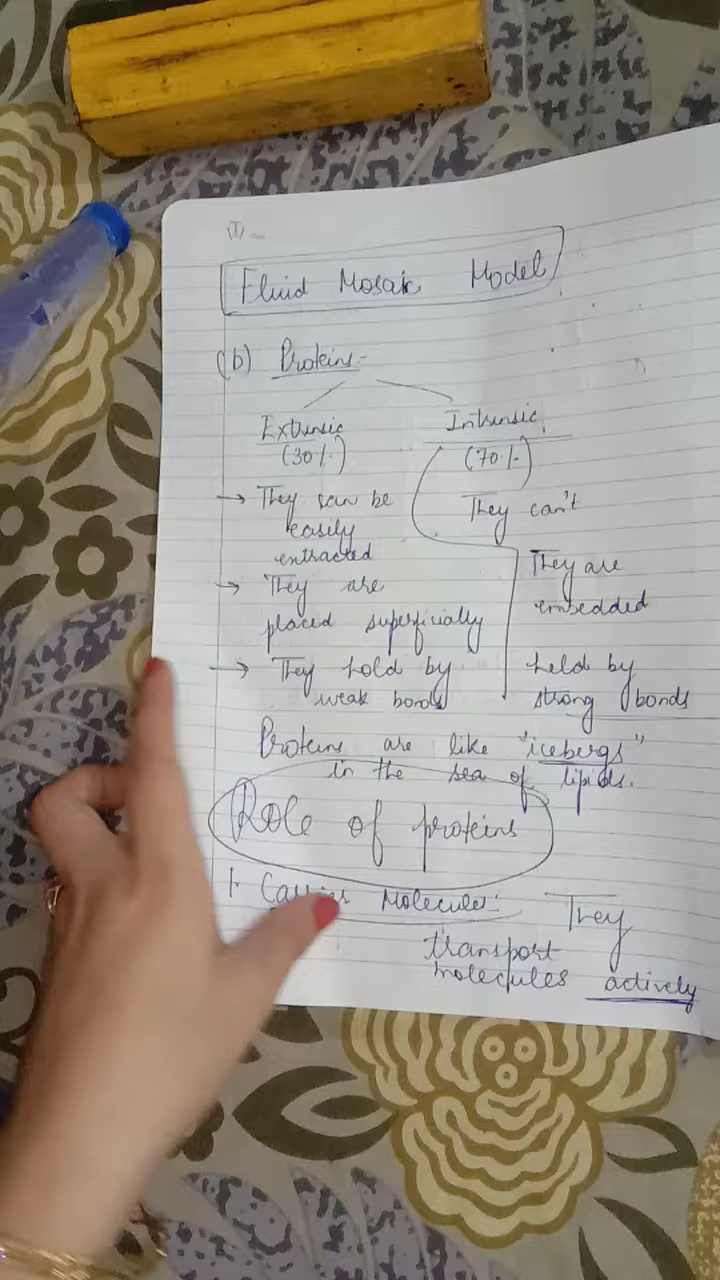 Fluid Mosaic Model
(b) Proteins -
Extrinsic
(30%)
→ They can be
easily
extracted
→ They are
placed superficially
→ They hold by
weak bonds
Intrinsic
(70%)
They can't
They are
embedded
held by
strong bonds
Proteins are like "icebergs"
in the sea of lipids.
Role of proteins
1. Carrier Molecules: They
transport
molecules actively